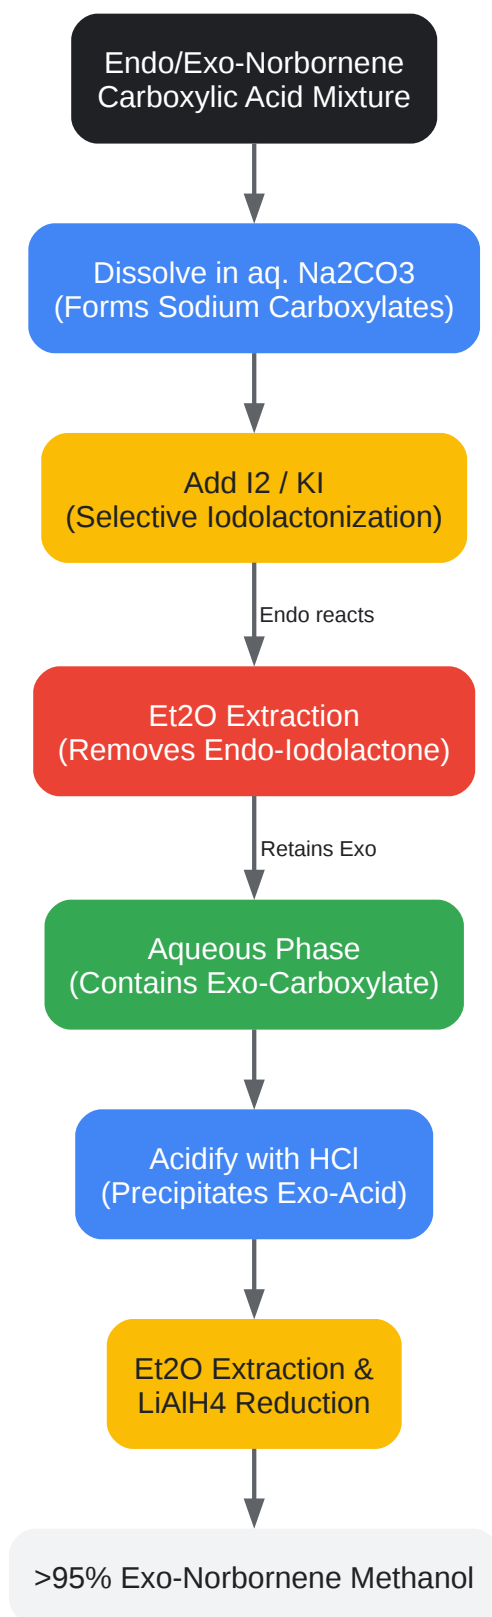 Endo/Exo-Norbornene
Carboxylic Acid Mixture
Dissolve in aq. Na2CO3
(Forms Sodium Carboxylates)
Add I2 / KI
(Selective Iodolactonization)
Endo reacts
Et2O Extraction
(Removes Endo-Iodolactone)
Retains Exo
Aqueous Phase
(Contains Exo-Carboxylate)
Acidify with HCl
(Precipitates Exo-Acid)
Et2O Extraction &
LiAlH4 Reduction
>95% Exo-Norbornene Methanol